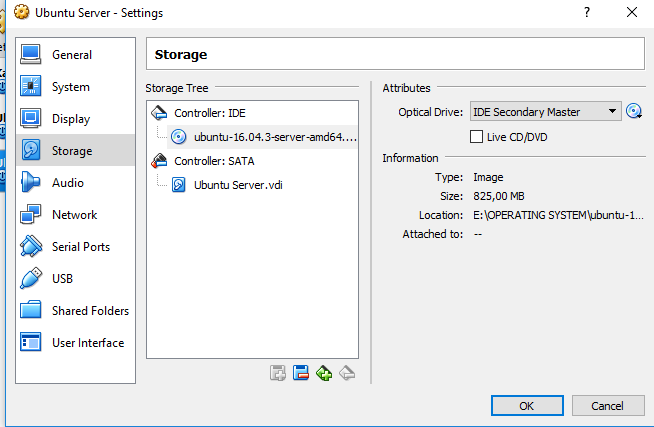 Ubuntu Server - Settings
?
General
System
Display
Storage
Audio
Network
Serial Ports
USB
Shared Folders
User Interface
Storage
Storage Tree
Controller: IDE
ubuntu-16.04.3-server-amd64....
Controller: SATA
Ubuntu Server.vdi
Attributes
Optical Drive: IDE Secondary Master
Live CD/DVD
Information
Type: Image
Size: 825,00 MB
Location: E:\OPERATING SYSTEM\ubuntu-1...
Attached to: --
OK
Cancel